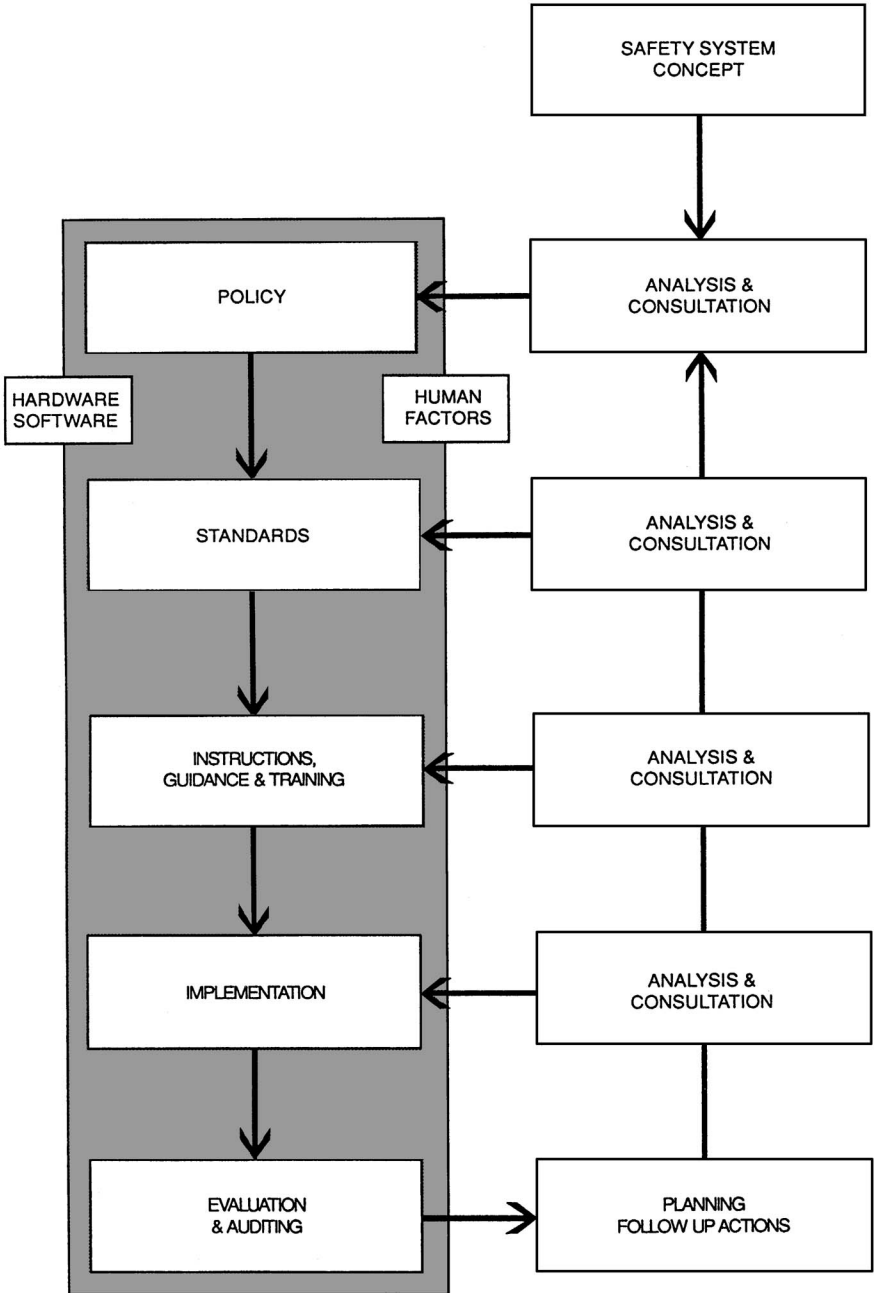 SAFETY SYSTEM
CONCEPT
POLICY
ANALYSIS &
CONSULTATION
HARDWARE
SOFTWARE
HUMAN
FACTORS
STANDARDS
ANALYSIS &
CONSULTATION
INSTRUCTIONS,
GUIDANCE & TRAINING
ANALYSIS &
CONSULTATION
IMPLEMENTATION
ANALYSIS &
CONSULTATION
EVALUATION
& AUDITING
PLANNING
FOLLOW UP ACTIONS